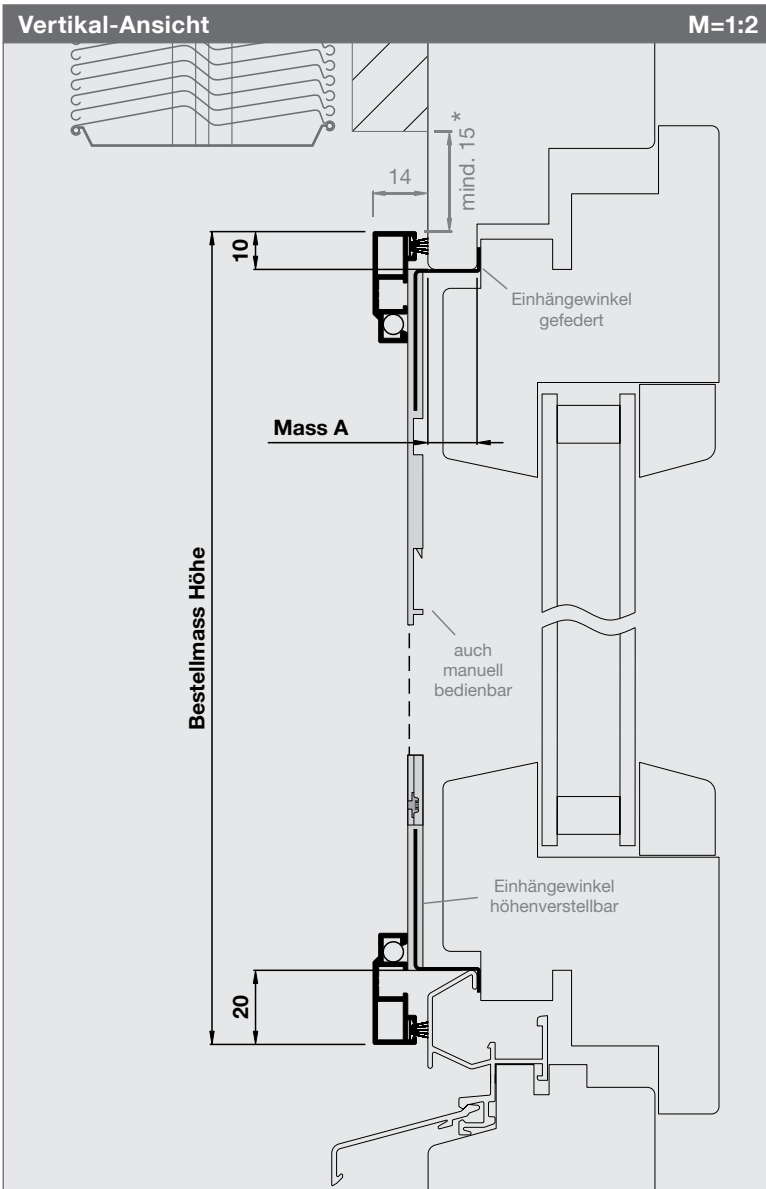 Vertikal-Ansicht M=1:2
14
mind. 15 *
10
Einhängewinkel
gefedert
Mass A
Bestellmass Höhe
auch
manuell
bedienbar
Einhängewinkel
höhenverstellbar
20